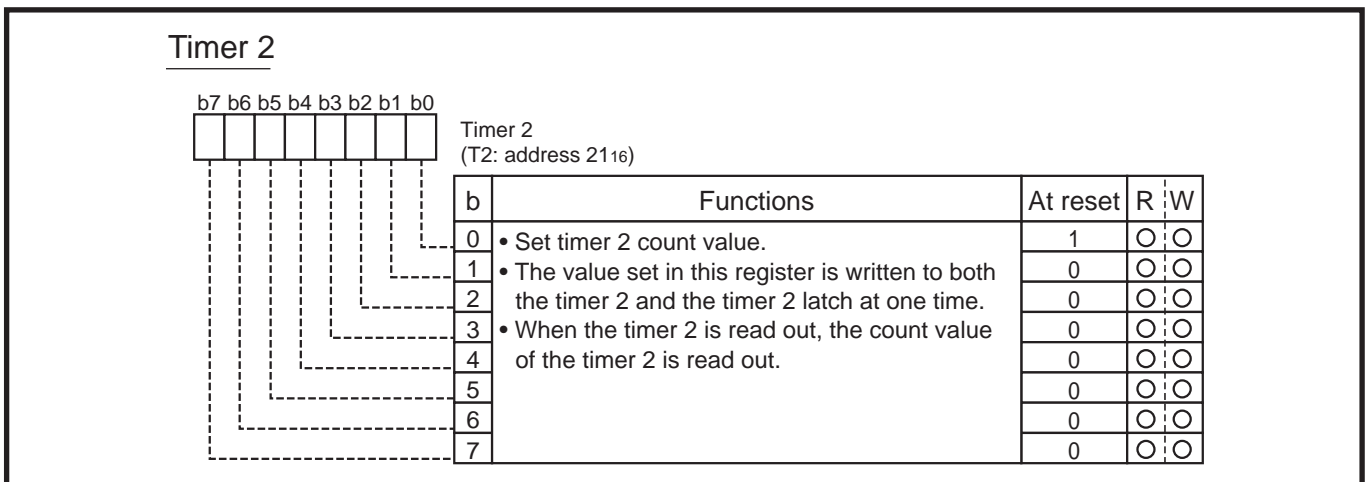 Timer 2
b7 b6 b5 b4 b3 b2 b1 b0
Timer 2
(T2: address 2116)
b Functions At reset R W
0 • Set timer 2 count value. 1 O O
1 • The value set in this register is written to both 0 O O
2 the timer 2 and the timer 2 latch at one time. 0 O O
3 • When the timer 2 is read out, the count value 0 O O
4 of the timer 2 is read out. 0 O O
5 0 O O
6 0 O O
7 0 O O